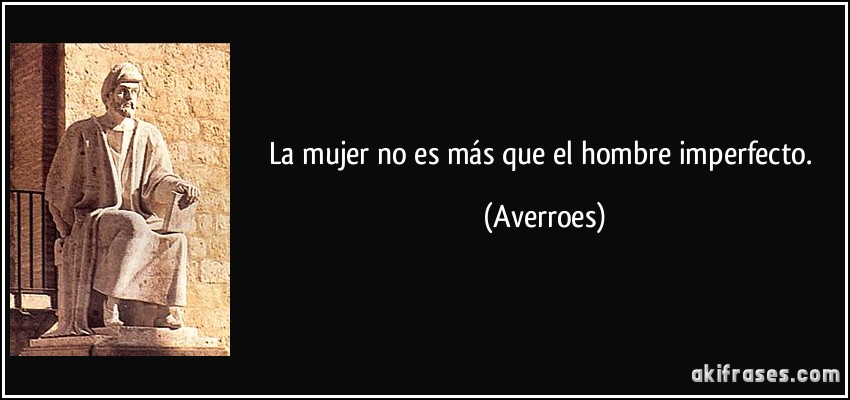 La mujer no es más que el hombre imperfecto.
(Averroes)
akifrases.com